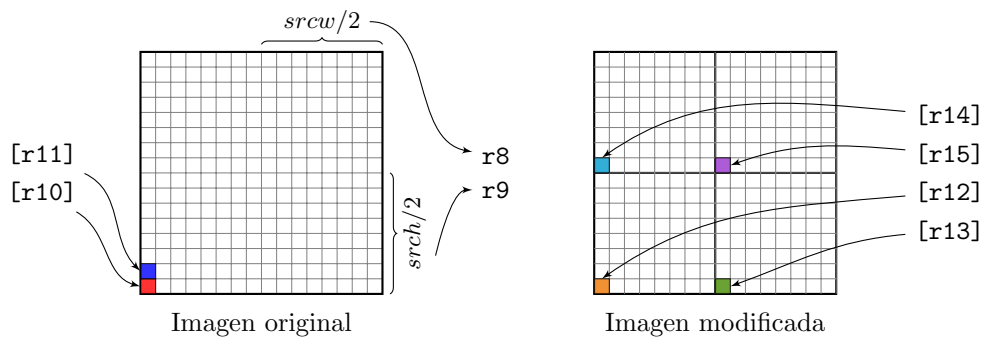 srcw/2
[r11]
[r10]
r8
r9
srch/2
Imagen original
[r14]
[r15]
[r12]
[r13]
Imagen modificada